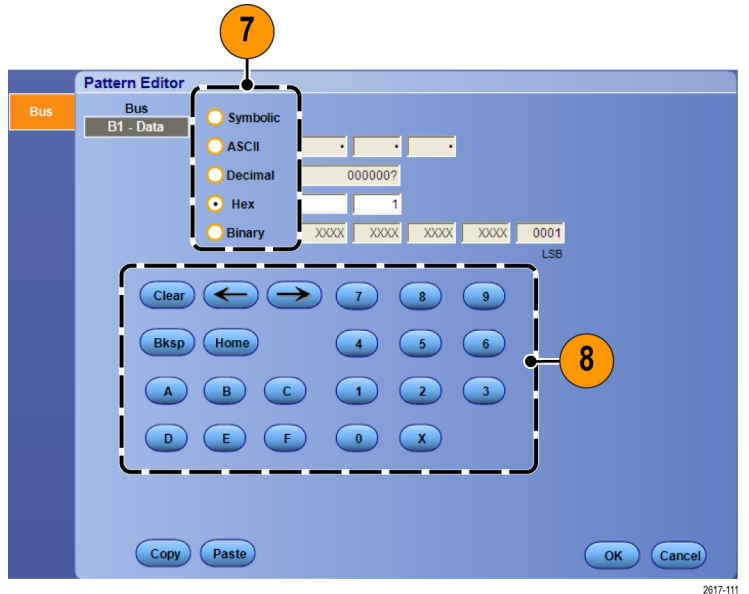 7
Pattern Editor
Bus
Bus
B1 - Data
Symbolic
ASCII
Decimal 000000?
Hex 1
Binary XXXX XXXX XXXX XXXX 0001
LSB
Clear 7 8 9
Bksp Home 4 5 6
8
A B C 1 2 3
D E F 0 X
Copy Paste OK Cancel
2617-111